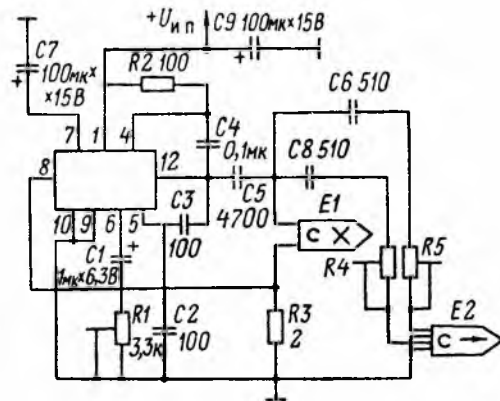 +Uип
C9 100мк×15В
C7
100мк×
×15В
+
+
R2 100
C6 510
7
1
4
C4
0,1мк
C8 510
8
12
C5
4700
E1
C3
100
10
9
6
5
C1
+
1мк×6,3В
R4
R5
R1
3,3к
C2
100
R3
2
E2
C
C